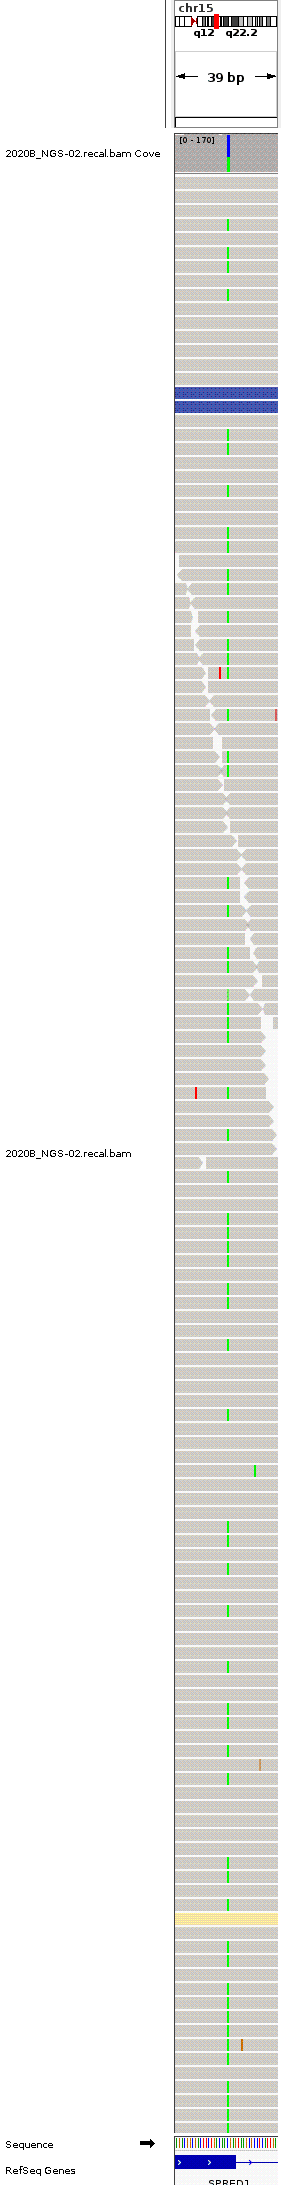 chr15
q12 q22.2
39 bp
[0 - 170]
2020B_NGS-02.recal.bam Cove
2020B_NGS-02.recal.bam
Sequence
RefSeq Genes
SPRED1